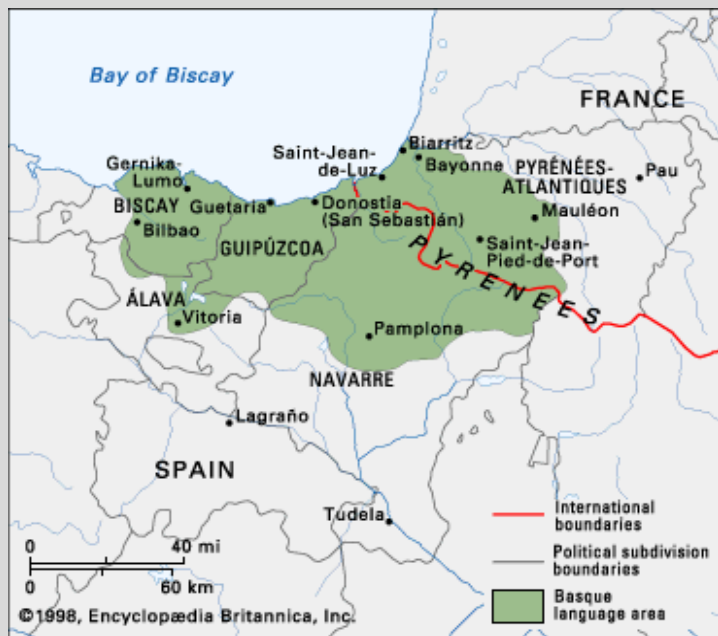 Bay of Biscay
FRANCE
Biarritz
Saint-Jean-
de-Luz
Bayonne
PYRÉNÉES-
ATLANTIQUES
Pau
Gernika-
Lumo
BISCAY
Guetaria
Donostia
(San Sebastián)
Mauléon
Bilbao
GUIPÚZCOA
Saint-Jean-
Pied-de-Port
PYRENEES
ÁLAVA
Vitoria
Pamplona
NAVARRE
Lagraño
SPAIN
Tudela
International
boundaries
Political subdivision
boundaries
Basque
language area
0 40 mi
0 60 km
©1998, Encyclopædia Britannica, Inc.